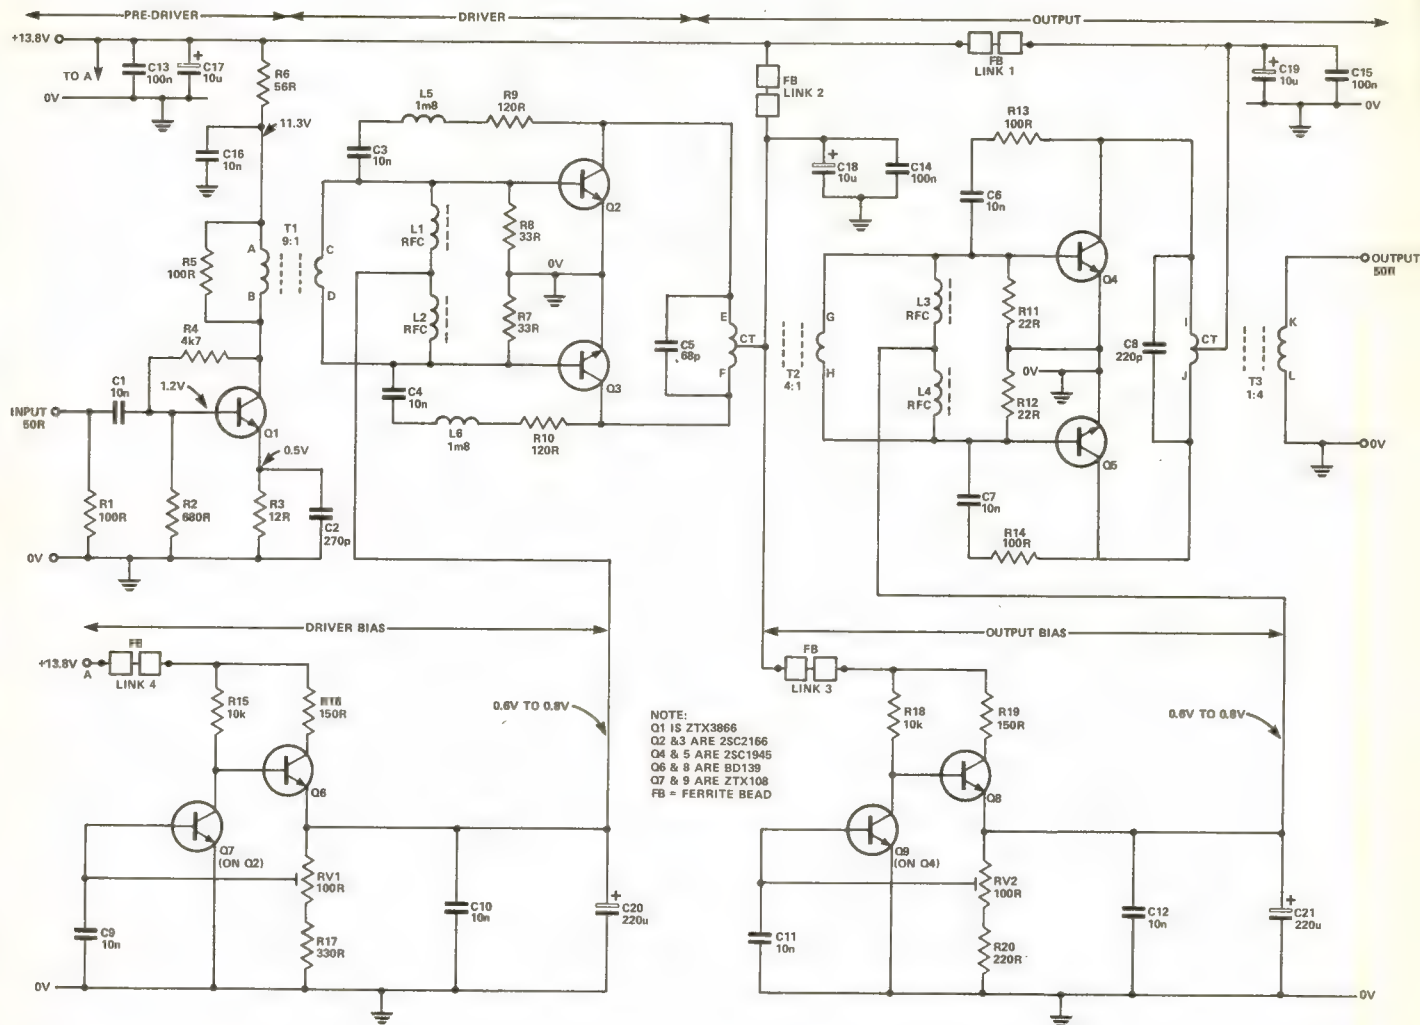 PRE-DRIVER
DRIVER
OUTPUT
+13.8V
TO A
0V
C13
100n
C17
10u
+
R6
56R
11.3V
C16
10n
R5
100R
A
B
T1
9:1
C
D
R4
4k7
C1
10n
1.2V
INPUT
50R
Q1
0.5V
R1
100R
R2
680R
R3
12R
C2
270p
0V
L5
1m8
R9
120R
C3
10n
L1
RFC
R8
33R
0V
Q2
L2
RFC
R7
33R
Q3
C4
10n
L6
1m8
R10
120R
C5
68p
E
CT
F
FB
LINK 2
FB
LINK 1
+
C18
10u
C14
100n
T2
4:1
G
H
R13
100R
C6
10n
L3
RFC
R11
22R
Q4
L4
RFC
0V
R12
22R
Q5
C7
10n
R14
100R
C8
220p
I
CT
J
T3
1:4
K
L
+
C19
10u
C15
100n
0V
OUTPUT
50R
0V
DRIVER BIAS
+13.8V
A
FB
LINK 4
R15
10k
150R
Q6
Q7
(ON Q2)
RV1
100R
C9
10n
R17
330R
C10
10n
+
C20
220u
0.6V TO 0.8V
0V
NOTE:
Q1 IS ZTX3866
Q2 &3 ARE 2SC2166
Q4 & 5 ARE 2SC1945
Q6 & 8 ARE BD139
Q7 & 9 ARE ZTX108
FB = FERRITE BEAD
OUTPUT BIAS
FB
LINK 3
R18
10k
R19
150R
Q8
Q9
(ON Q4)
RV2
100R
C11
10n
R20
220R
C12
10n
+
C21
220u
0.6V TO 0.8V
0V